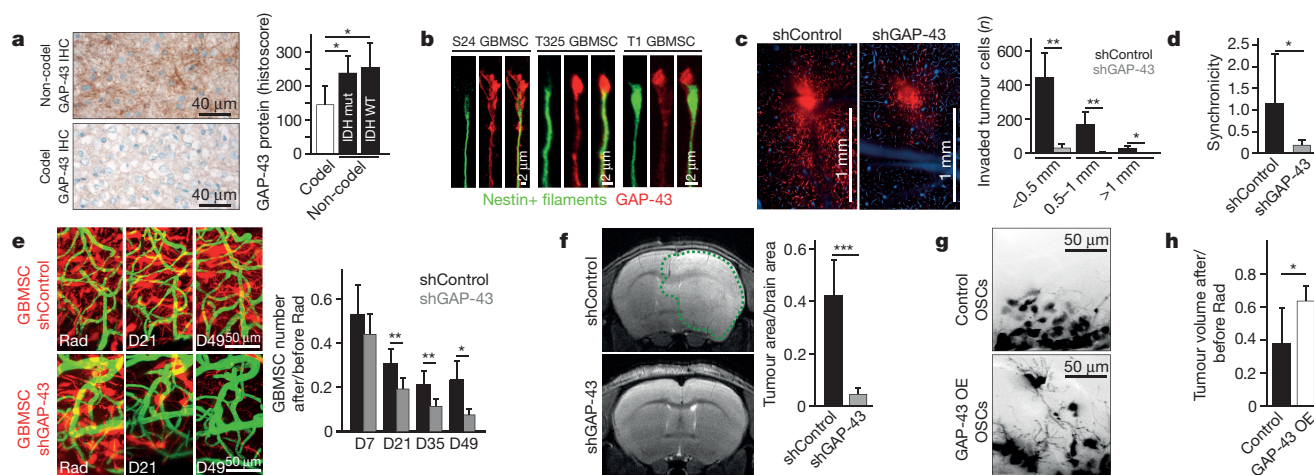 a
Non-codel
GAP-43 IHC
40 μm
Codel
GAP-43 IHC
40 μm
GAP-43 protein (histoscore)
300
200
100
0
*
*
IDH mut
IDH WT
Codel
Non-codel
b
S24 GBMSC
T325 GBMSC
T1 GBMSC
2 μm
2 μm
2 μm
Nestin+ filaments GAP-43
c
shControl
shGAP-43
1 mm
1 mm
Invaded tumour cells (n)
600
400
200
0
**
**
*
shControl
shGAP-43
<0.5 mm
0.5–1 mm
>1 mm
d
Synchronicity
2.5
2.0
1.5
1.0
0.5
0
*
shControl
shGAP-43
e
GBMSC
shControl
Rad
D21
D49
50 μm
GBMSC
shGAP-43
Rad
D21
D49
50 μm
GBMSC number
after/before Rad
0.6
0.4
0.2
0
shControl
shGAP-43
**
**
*
D7
D21
D35
D49
f
shControl
shGAP-43
Tumour area/brain area
0.6
0.4
0.2
0
***
shControl
shGAP-43
g
Control
OSCs
50 μm
GAP-43 OE
OSCs
50 μm
h
Tumour volume after/
before Rad
0.8
0.6
0.4
0.2
0
*
Control
GAP-43 OE